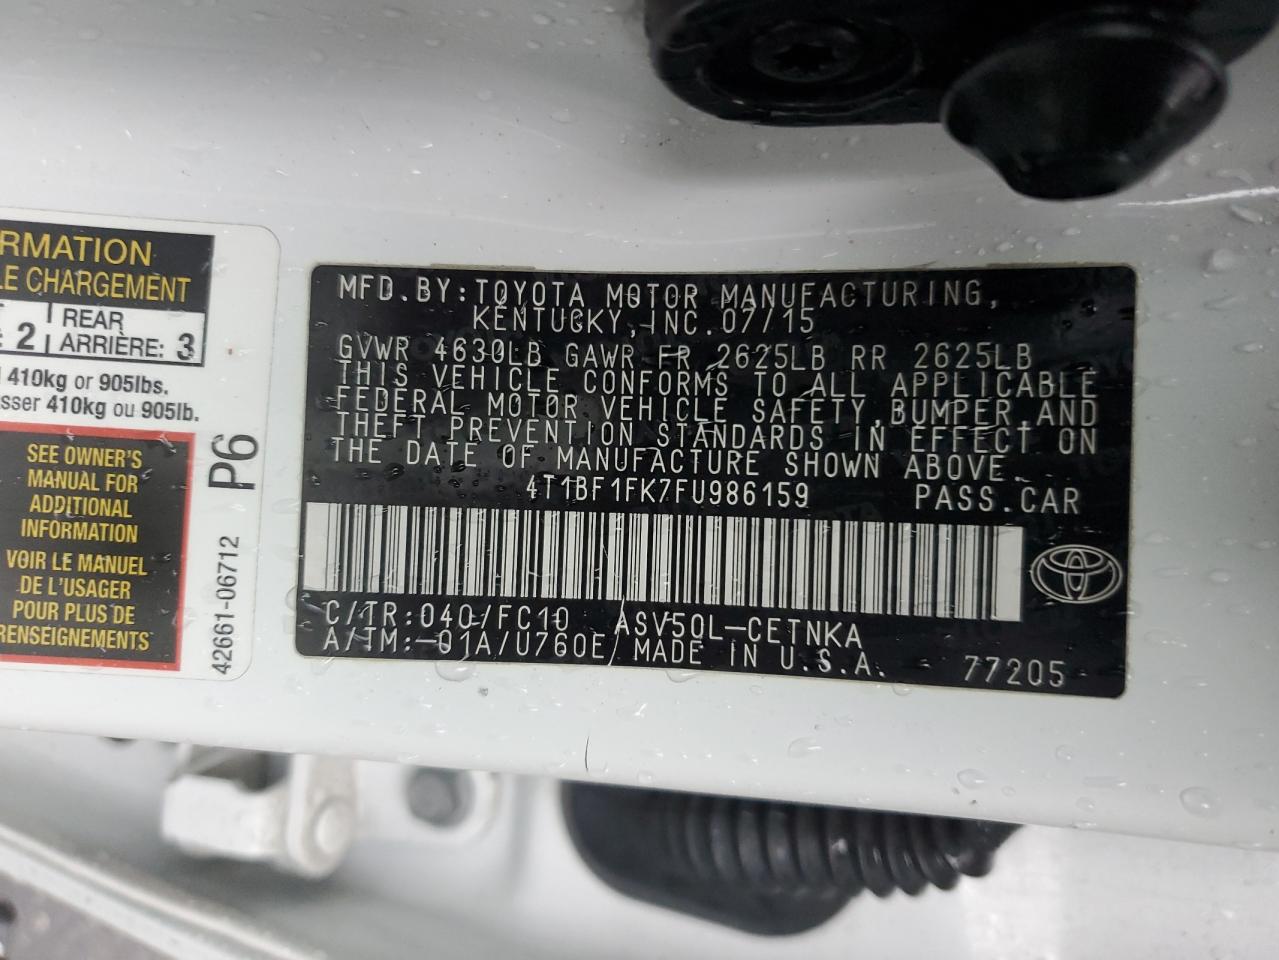 RMATION
LE CHARGEMENT
2 REAR
ARRIÈRE: 3
410kg or 905lbs.
sser 410kg ou 905lb.
SEE OWNER'S
MANUAL FOR
ADDITIONAL
INFORMATION
VOIR LE MANUEL
DE L'USAGER
POUR PLUS DE
RENSEIGNEMENTS
P6
42661-06712
MFD.BY:TOYOTA MOTOR MANUFACTURING,
KENTUCKY,INC.07/15
GVWR 4630LB GAWR FR 2625LB RR 2625LB
THIS VEHICLE CONFORMS TO ALL APPLICABLE
FEDERAL MOTOR VEHICLE SAFETY,BUMPER,AND
THEFT PREVENTION STANDARDS IN EFFECT ON
THE DATE OF MANUFACTURE SHOWN ABOVE.
4T1BF1FK7FU986159 PASS.CAR
C/TR:040/FC10 ASV50L-CETNKA
A/TM:-01A/U760E/MADE IN U.S.A. 77205